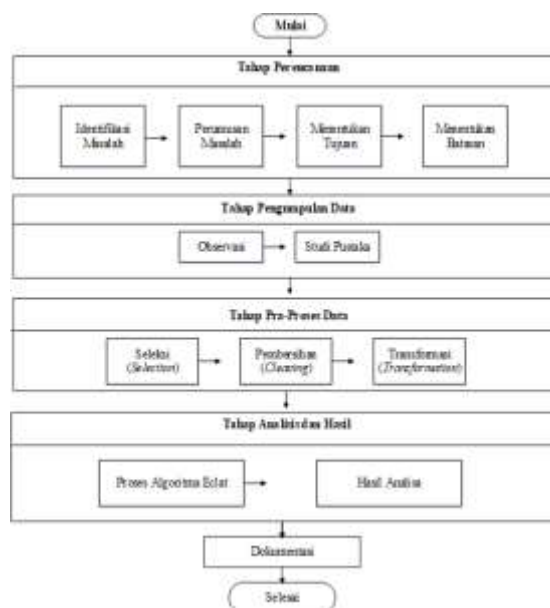 Mulai
Tahap Perencanaan
Identifikasi
Masalah
Perumusan
Masalah
Menentukan
Tujuan
Menentukan
Batasan
Tahap Pengumpulan Data
Observasi
Studi Pustaka
Tahap Pra-Proses Data
Seleksi
(Selection)
Pembersihan
(Cleaning)
Transformasi
(Transformation)
Tahap Analisis dan Hasil
Proses Algoritma Eclat
Hasil Analisa
Dokumentasi
Selesai